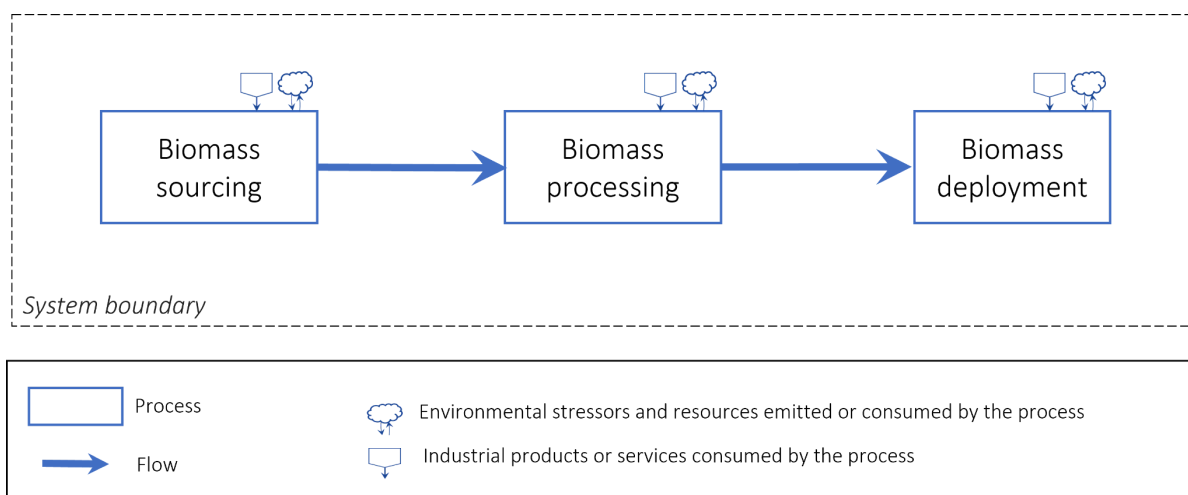 Biomass
sourcing
Biomass
processing
Biomass
deployment
System boundary
Process
Environmental stressors and resources emitted or consumed by the process
Flow
Industrial products or services consumed by the process